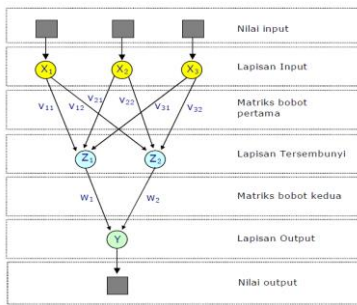 Nilai input
X1 X2 X3 Lapisan Input
v11 v12 v21 v22 v31 v32 Matriks bobot pertama
Z1 Z2 Lapisan Tersembunyi
w1 w2 Matriks bobot kedua
Y Lapisan Output
Nilai output